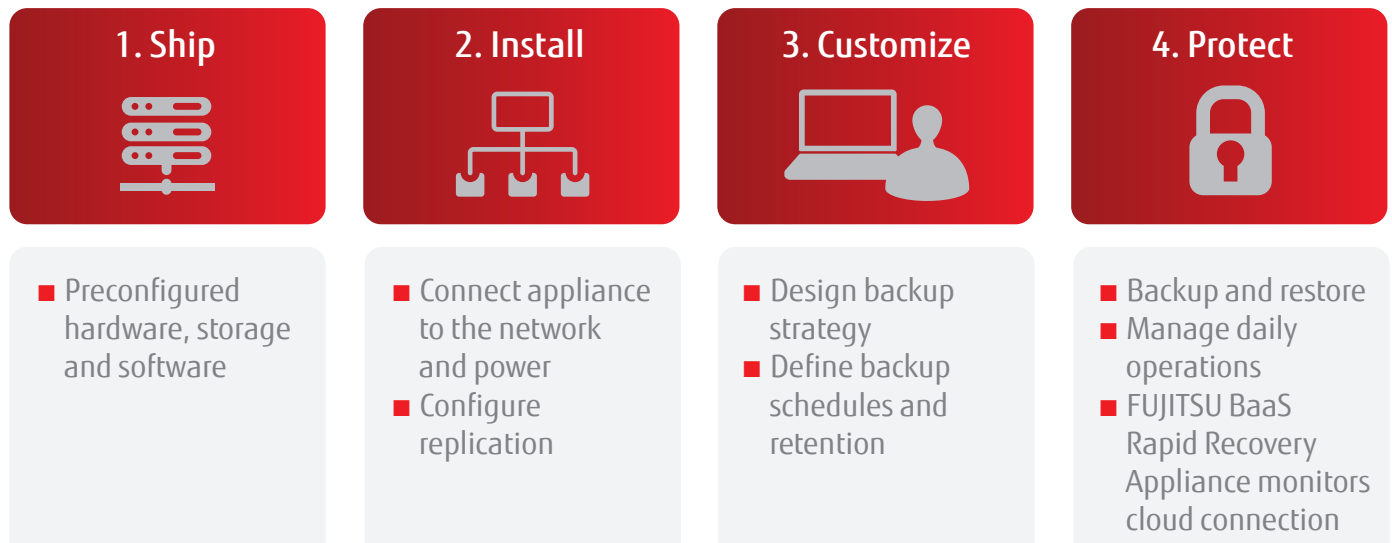 1. Ship
Preconfigured
hardware, storage
and software
2. Install
Connect appliance
to the network
and power
Configure
replication
3. Customize
Design backup
strategy
Define backup
schedules and
retention
4. Protect
Backup and restore
Manage daily
operations
FUJITSU BaaS
Rapid Recovery
Appliance monitors
cloud connection